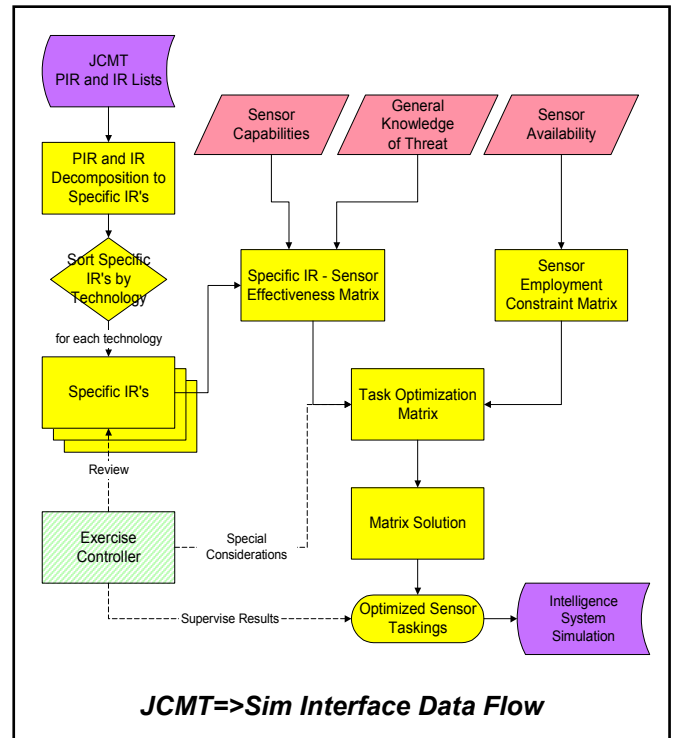 JCMT
PIR and IR Lists
Sensor
Capabilities
General
Knowledge
of Threat
Sensor
Availability
PIR and IR
Decomposition to
Specific IR's
Sort Specific
IR's by
Technology
Specific IR - Sensor
Effectiveness Matrix
Sensor
Employment
Constraint Matrix
for each technology
Specific IR's
Task Optimization
Matrix
Review
Exercise
Controller
Special
Considerations
Matrix Solution
Supervise Results
Optimized Sensor
Taskings
Intelligence
System
Simulation
JCMT=>Sim Interface Data Flow